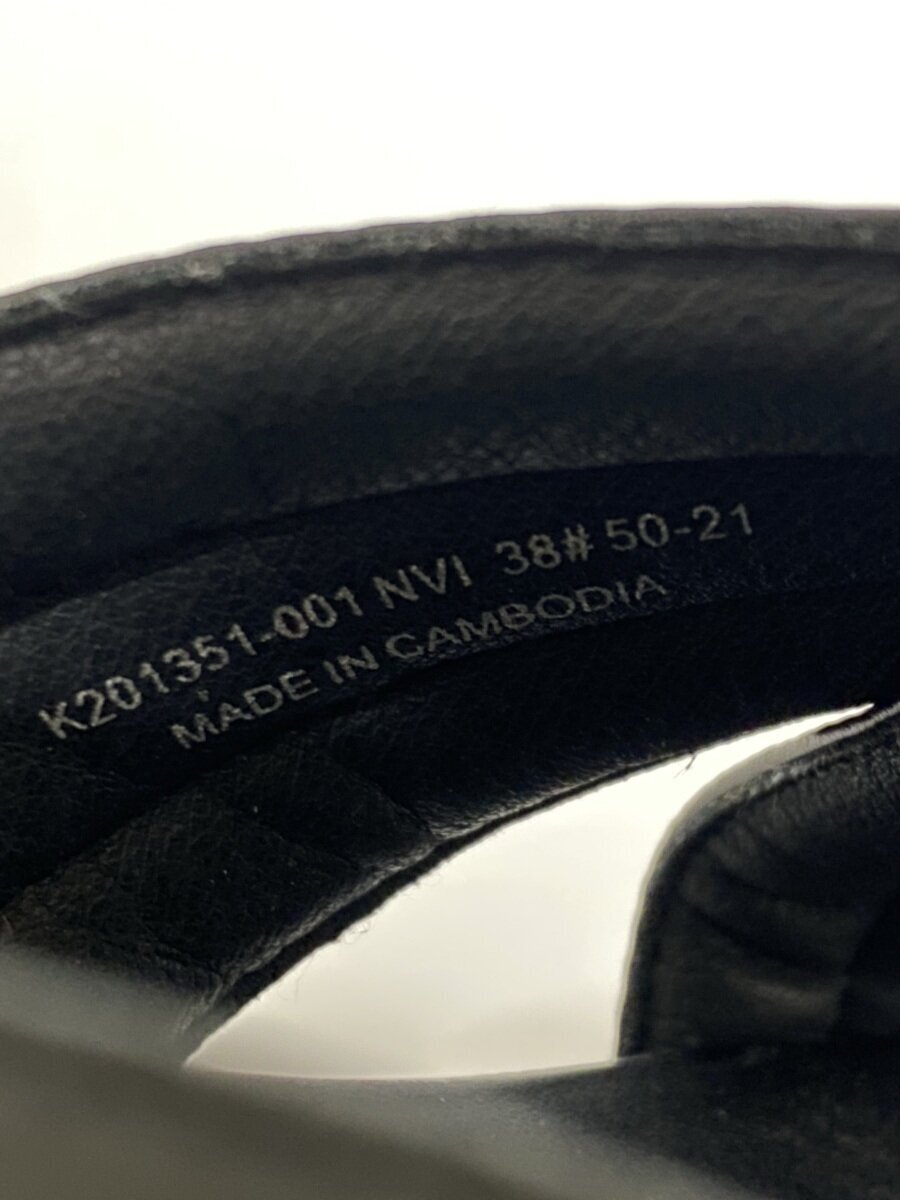 K201351-001 NVI 38# 50-21
MADE IN CAMBODIA